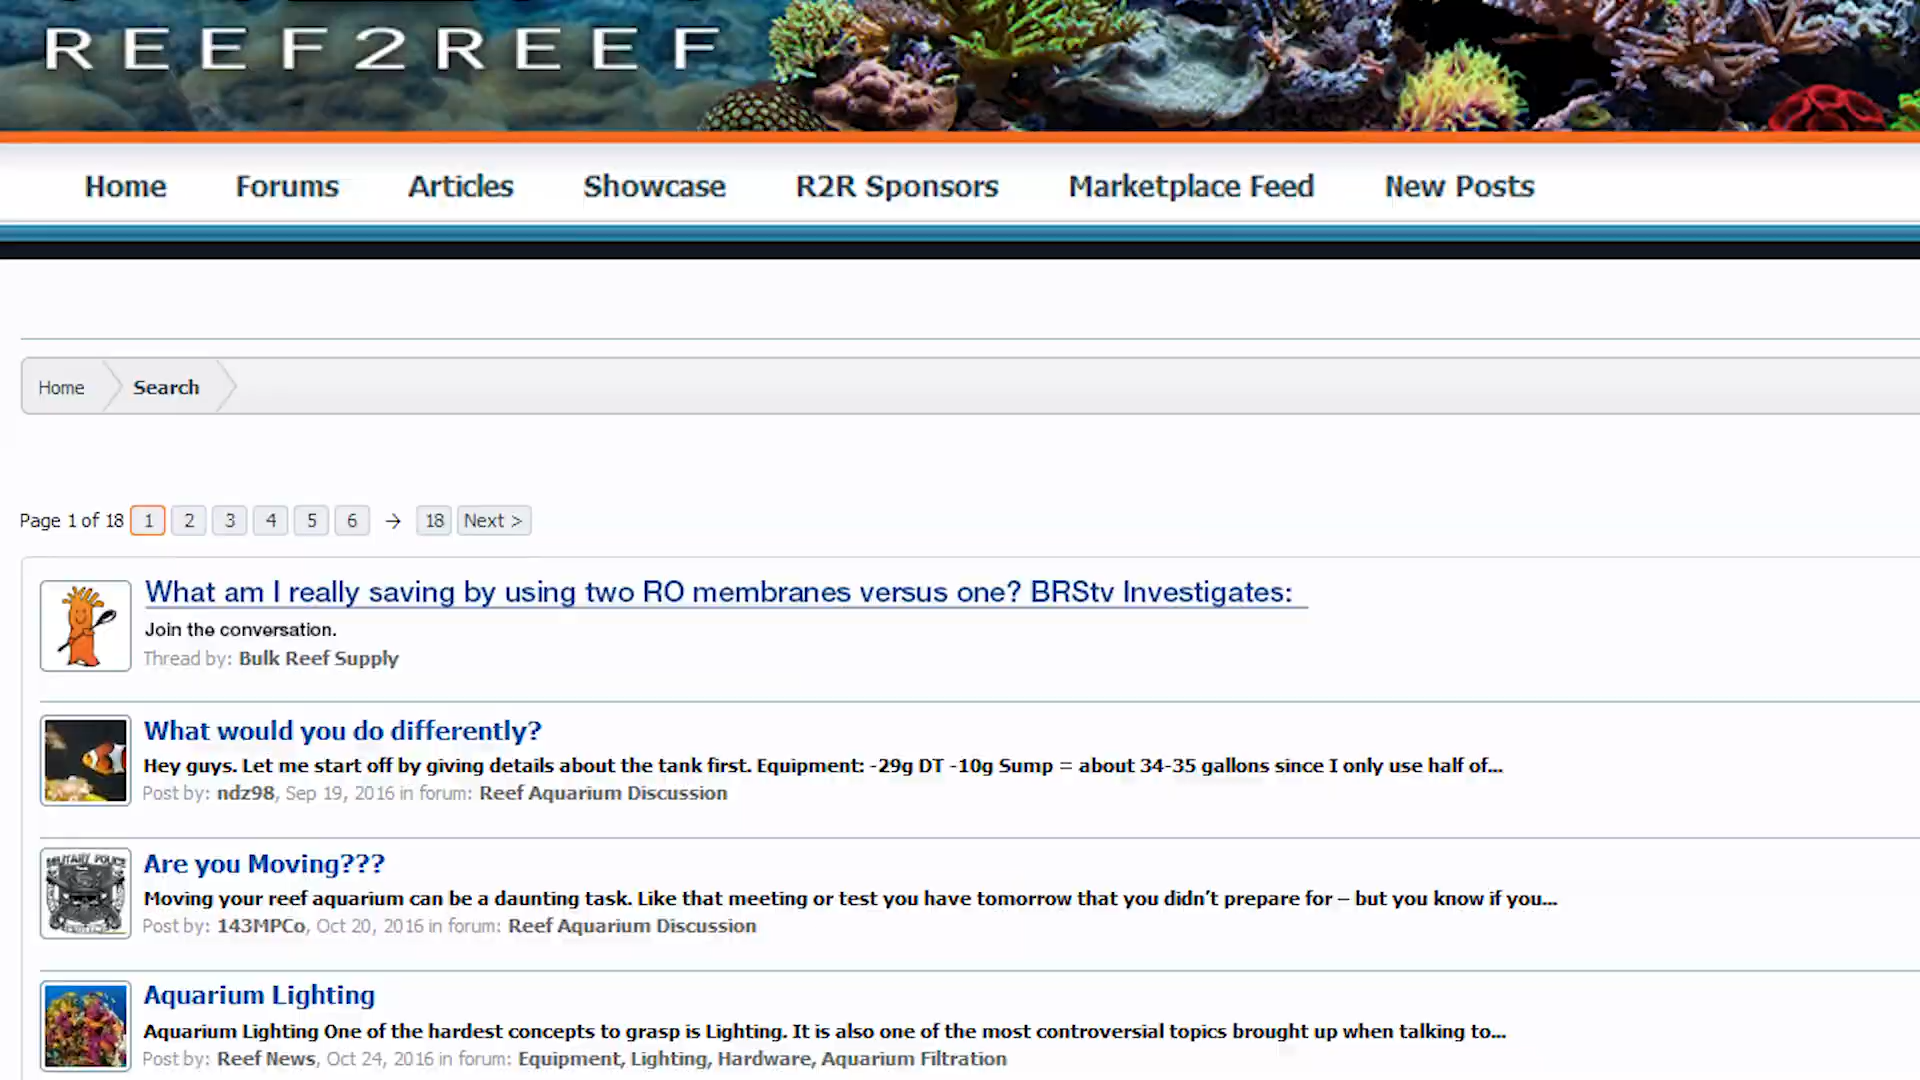 REEF2REEF
Home Forums Articles Showcase R2R Sponsors Marketplace Feed New Posts
Home Search
Page 1 of 18 1 2 3 4 5 6 → 18 Next >
What am I really saving by using two RO membranes versus one? BRStv Investigates:
Join the conversation.
Thread by: Bulk Reef Supply
What would you do differently?
Hey guys. Let me start off by giving details about the tank first. Equipment: -29g DT -10g Sump = about 34-35 gallons since I only use half of...
Post by: ndz98, Sep 19, 2016 in forum: Reef Aquarium Discussion
MILITARY POLICE
Are you Moving???
Moving your reef aquarium can be a daunting task. Like that meeting or test you have tomorrow that you didn’t prepare for – but you know if you...
Post by: 143MPCo, Oct 20, 2016 in forum: Reef Aquarium Discussion
Aquarium Lighting
Aquarium Lighting One of the hardest concepts to grasp is Lighting. It is also one of the most controversial topics brought up when talking to...
Post by: Reef News, Oct 24, 2016 in forum: Equipment, Lighting, Hardware, Aquarium Filtration